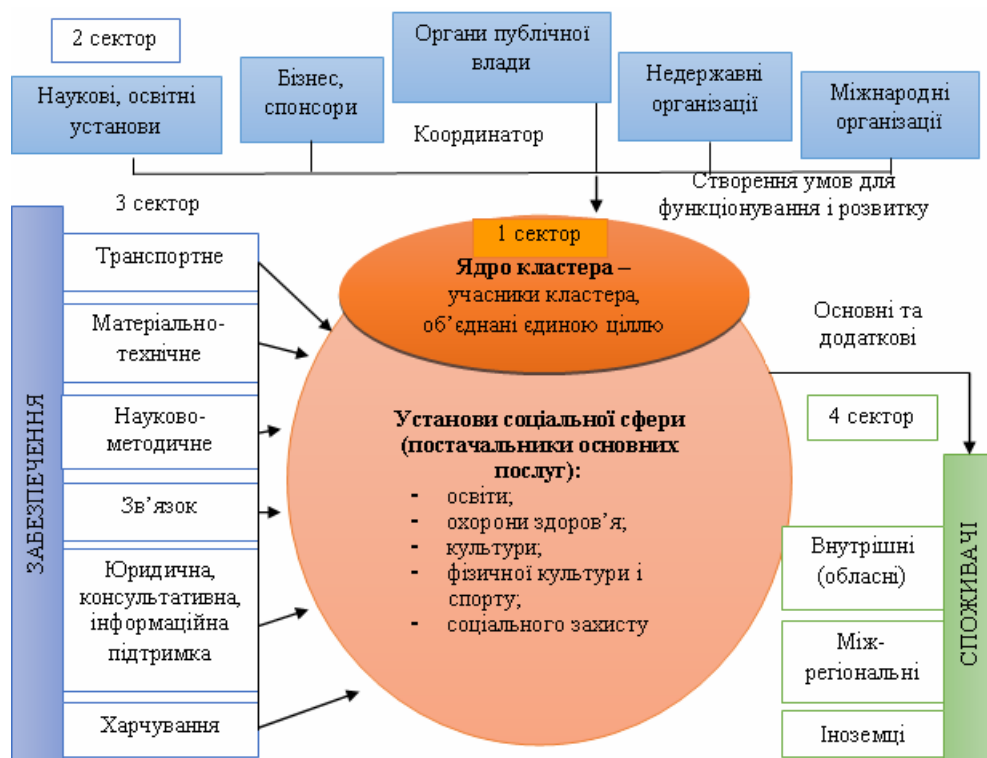 2 сектор
Наукові, освітні
установи
Бізнес,
спонсори
Органи публічної
влади
Недержавні
організації
Міжнародні
організації
Координатор
Створення умов для
функціонування і розвитку
3 сектор
ЗАБЕЗПЕЧЕННЯ
Транспортне
Матеріально-
технічне
Науково-
методичне
Зв’язок
Юридична,
консультативна,
інформаційна
підтримка
Харчування
1 сектор
Ядро кластера –
учасники кластера,
об’єднані єдиною ціллю
Установи соціальної сфери
(постачальники основних
послуг):
- освіти;
- охорони здоров’я;
- культури;
- фізичної культури і
спорту;
- соціального захисту
Основні та
додаткові
4 сектор
СПОЖИВАЧІ
Внутрішні
(обласні)
Між-
регіональні
Іноземці